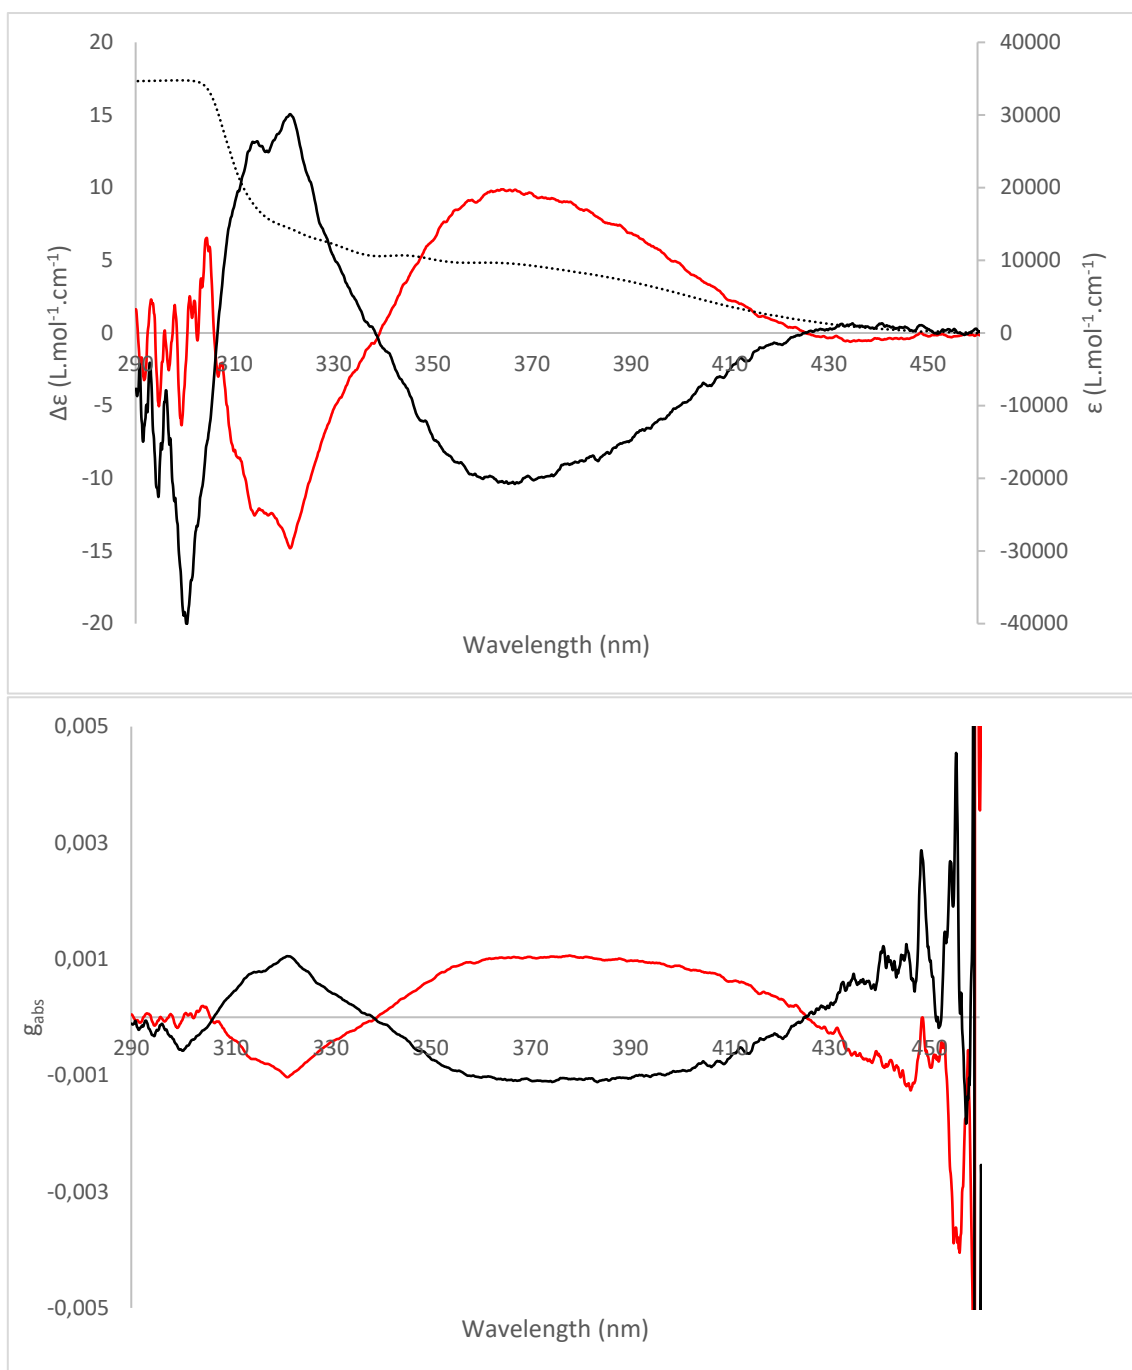 20 40000
15 30000
10 20000
5 10000
0 0
290 310 330 350 370 390 410 430 450
-5 -10000
-10 -20000
-15 -30000
-20 -40000
Δε (L.mol-1.cm-1)
ε (L.mol-1.cm-1)
Wavelength (nm)
0,005
0,003
0,001
290 310 330 350 370 390 410 430 450
-0,001
-0,003
-0,005
gabs
Wavelength (nm)